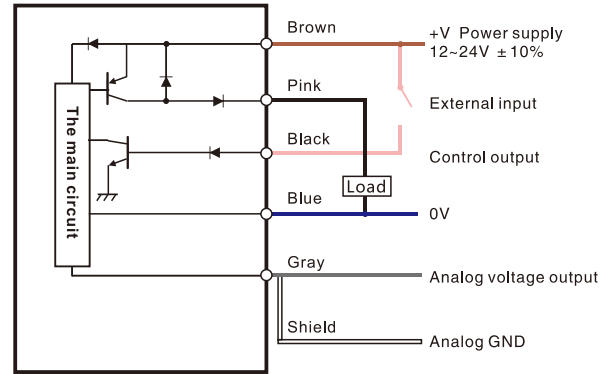 Brown
+V Power supply
12~24V ±10%
Pink
External input
The main circuit
Black
Control output
Load
Blue
0V
Gray
Analog voltage output
Shield
Analog GND